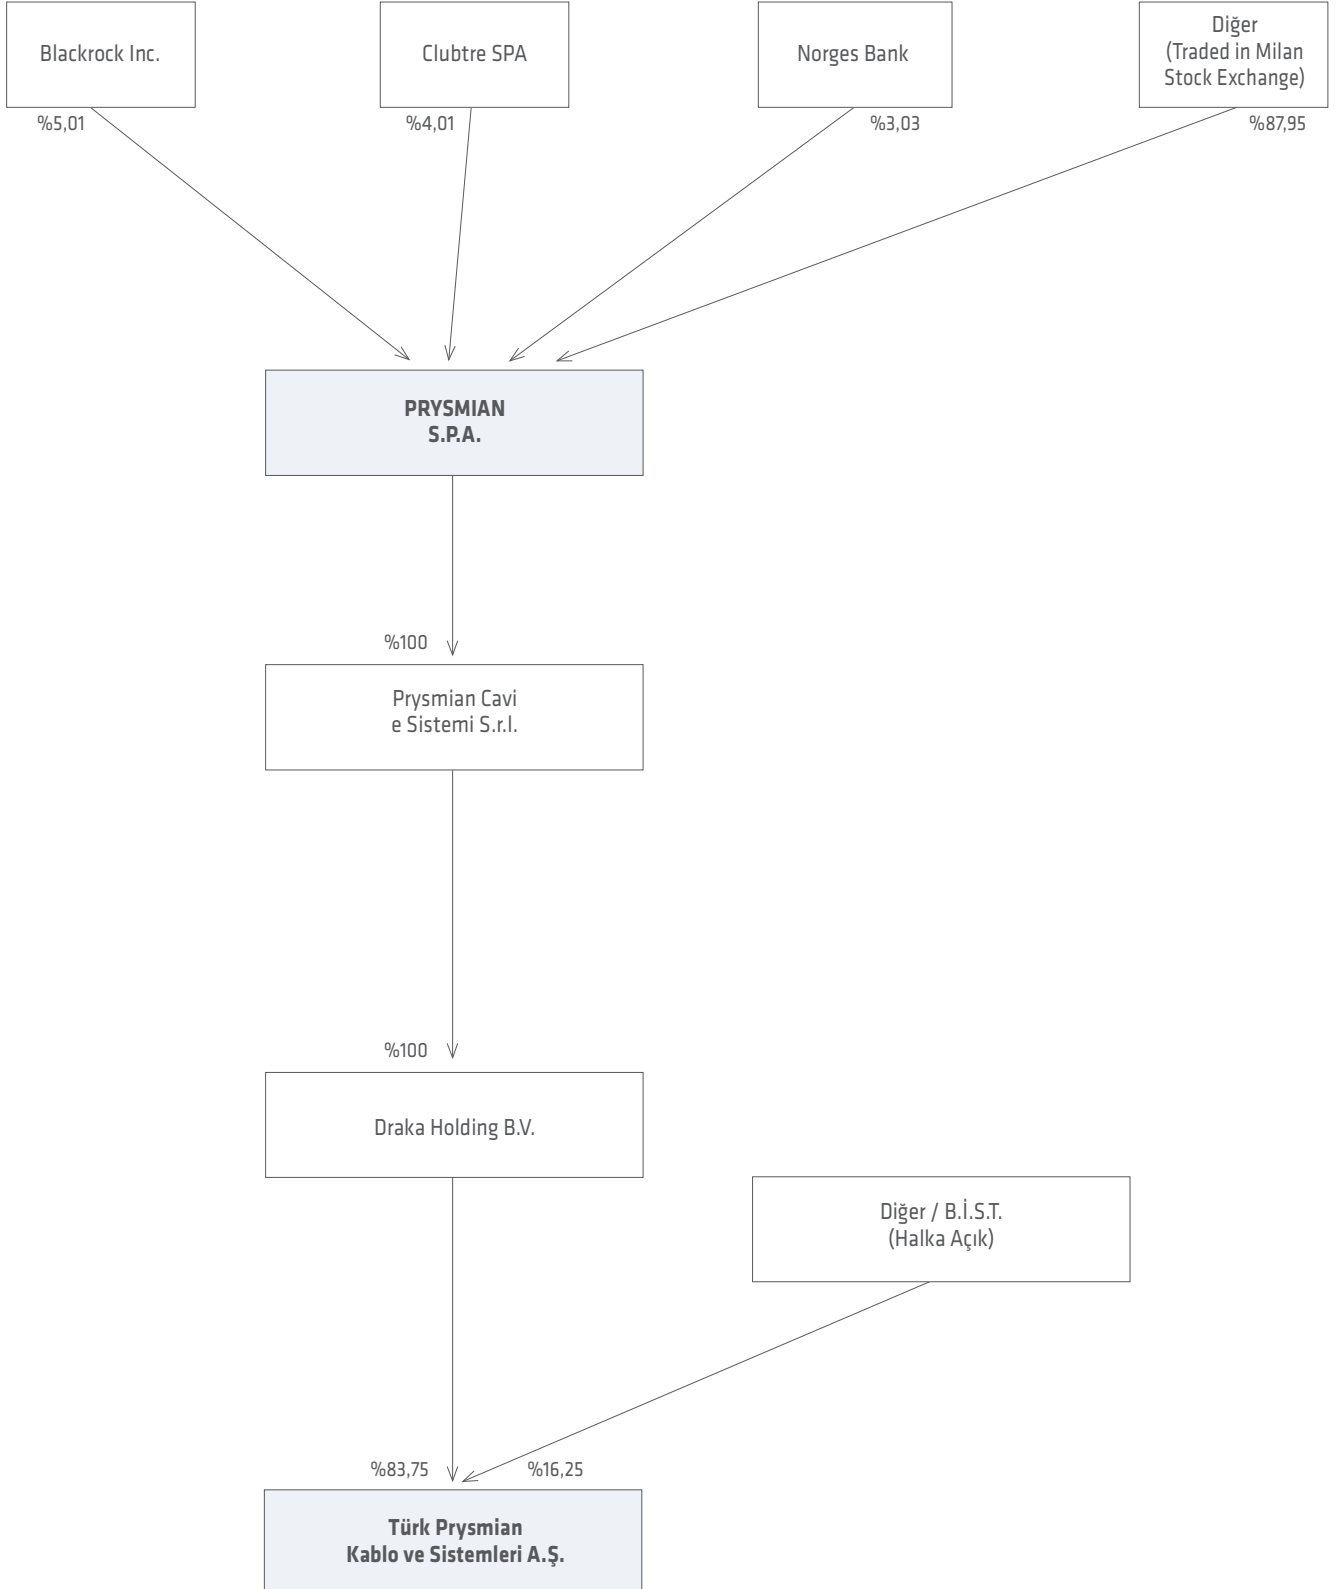 Blackrock Inc.
Clubtre SPA
Norges Bank
Diğer
(Traded in Milan
Stock Exchange)
%5,01
%4,01
%3,03
%87,95
PRYSMIAN
S.P.A.
%100
Prysmian Cavi
e Sistemi S.r.l.
%100
Draka Holding B.V.
Diğer / B.İ.S.T.
(Halka Açık)
%83,75
%16,25
Türk Prysmian
Kablo ve Sistemleri A.Ş.